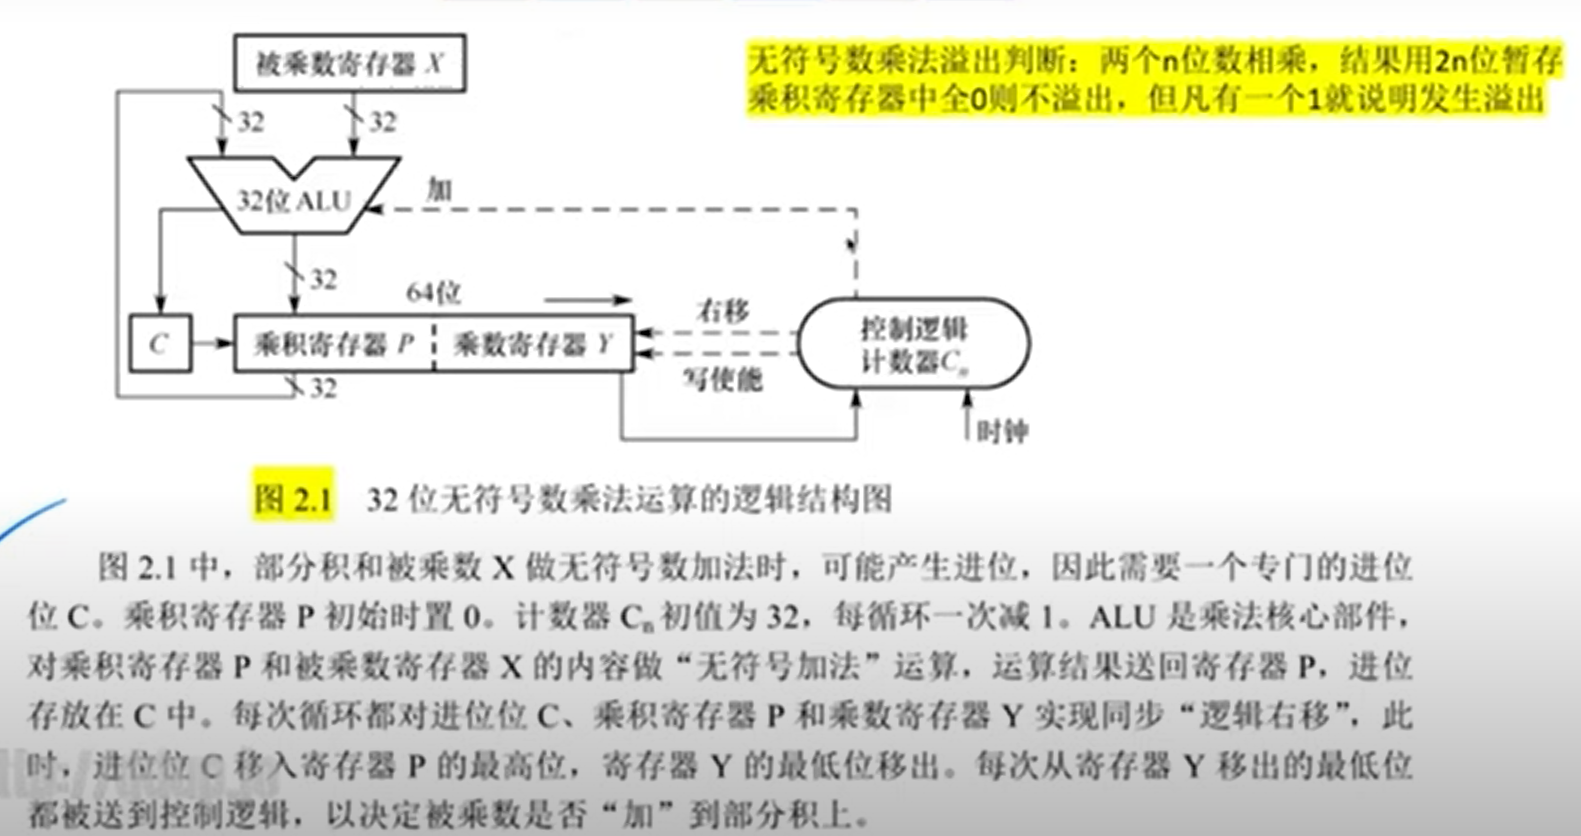 被乘数寄存器 X
无符号数乘法溢出判断：两个n位数相乘，结果用2n位暂存
乘积寄存器中全0则不溢出，但凡有一个1就说明发生溢出
32
32
加
32位 ALU
32
64位
右移
C
乘积寄存器 P
乘数寄存器 Y
控制逻辑
计数器Cₙ
写使能
32
时钟
图 2.1 32 位无符号数乘法运算的逻辑结构图
图 2.1 中，部分积和被乘数 X 做无符号数加法时，可能产生进位，因此需要一个专门的进位
位 C。乘积寄存器 P 初始时置 0。计数器 Cₙ 初值为 32，每循环一次减 1。ALU 是乘法核心部件，
对乘积寄存器 P 和被乘数寄存器 X 的内容做“无符号加法”运算，运算结果送回寄存器 P，进位
存放在 C 中。每次循环都对进位位 C、乘积寄存器 P 和乘数寄存器 Y 实现同步“逻辑右移”，此
时，进位位 C 移入寄存器 P 的最高位，寄存器 Y 的最低位移出。每次从寄存器 Y 移出的最低位
都被送到控制逻辑，以决定被乘数是否“加”到部分积上。